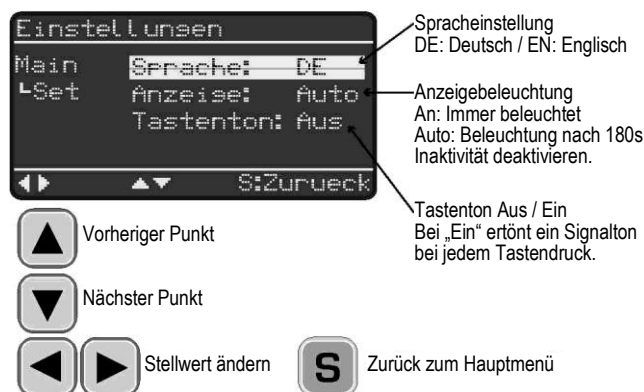 Einstellungen
Main
Sprache: DE
┗Set
Anzeige: Auto
Tastenton: Aus
S:Zurueck
Spracheinstellung
DE: Deutsch / EN: Englisch
Anzeigebeleuchtung
An: Immer beleuchtet
Auto: Beleuchtung nach 180s
Inaktivität deaktivieren.
Tastenton Aus / Ein
Bei „Ein“ ertönt ein Signalton
bei jedem Tastendruck.
Vorheriger Punkt
Nächster Punkt
Stellwert ändern
S
Zurück zum Hauptmenü